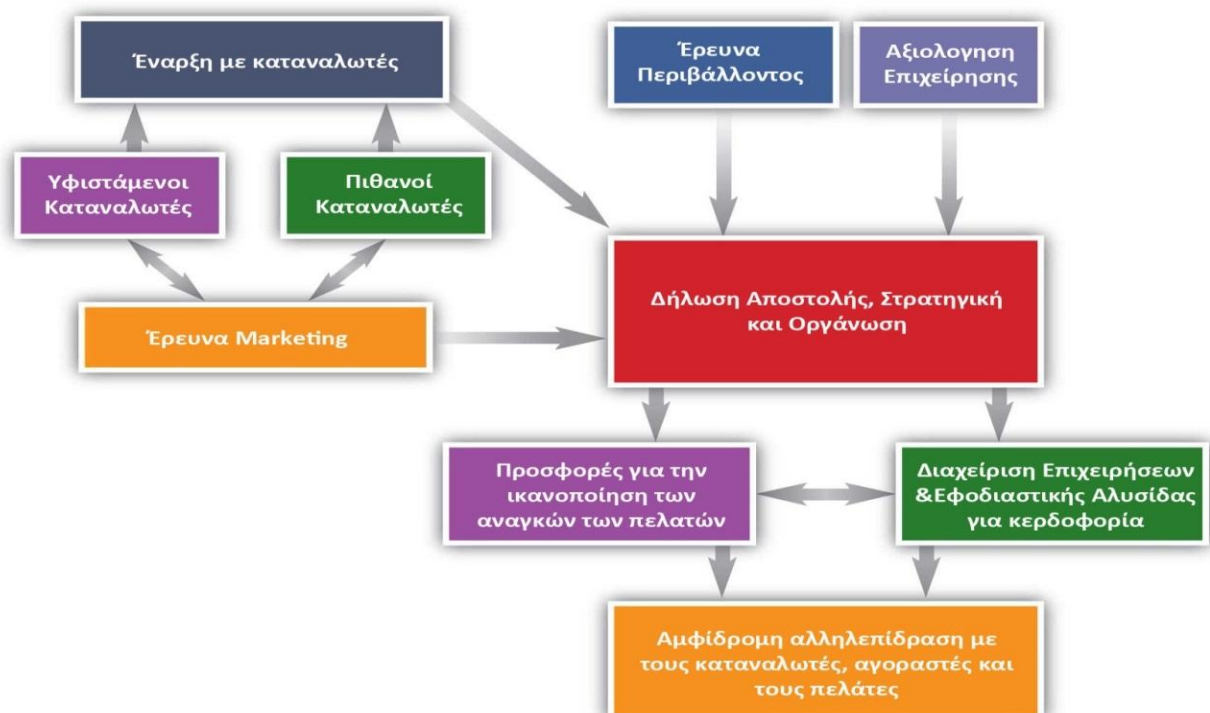 Έναρξη με καταναλωτές
Έρευνα
Περιβάλλοντος
Αξιολογηση
Επιχείρησης
Υφιστάμενοι
Καταναλωτές
Πιθανοί
Καταναλωτές
Έρευνα Marketing
Δήλωση Αποστολής, Στρατηγική
και Οργάνωση
Προσφορές για την
ικανοποίηση των
αναγκών των πελατών
Διαχείριση Επιχειρήσεων
&Εφοδιαστικής Αλυσίδας
για κερδοφορία
Αμφίδρομη αλληλεπίδραση με
τους καταναλωτές, αγοραστές και
τους πελάτες